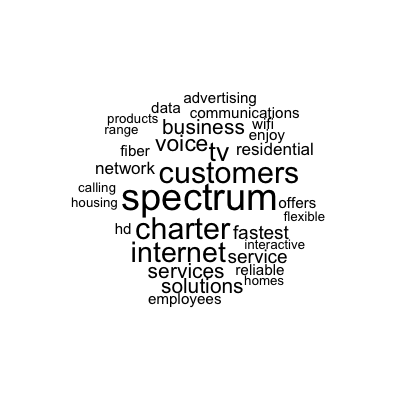 advertising
data communications
products wifi
range business enjoy
voice tv residential
fiber
network customers
calling
housing spectrum offers
flexible
hd charter fastest
interactive
internet service
services reliable
solutions homes
employees